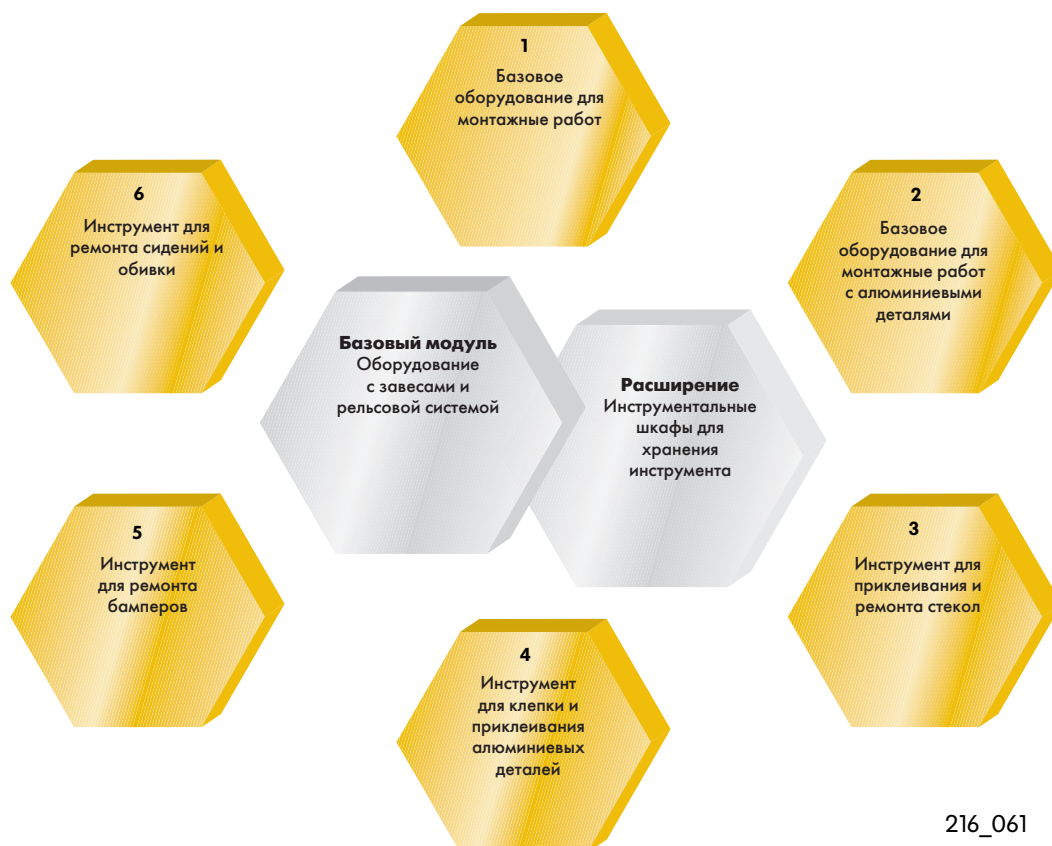 1
Базовое
оборудование для
монтажные работ
6
Инструмент для
ремонта сидений и
обивки
2
Базовое
оборудование для
монтажные работ
с алюминиевыми
деталями
Базовый модуль
Оборудование
с завесами и
рельсовой системой
Расширение
Инструментальные
шкафы для
хранения
инструмента
5
Инструмент
для ремонта
бамперов
3
Инструмент для
приклеивания и
ремонта стекол
4
Инструмент
для клепки и
приклеивания
алюминиевых
деталей
216_061